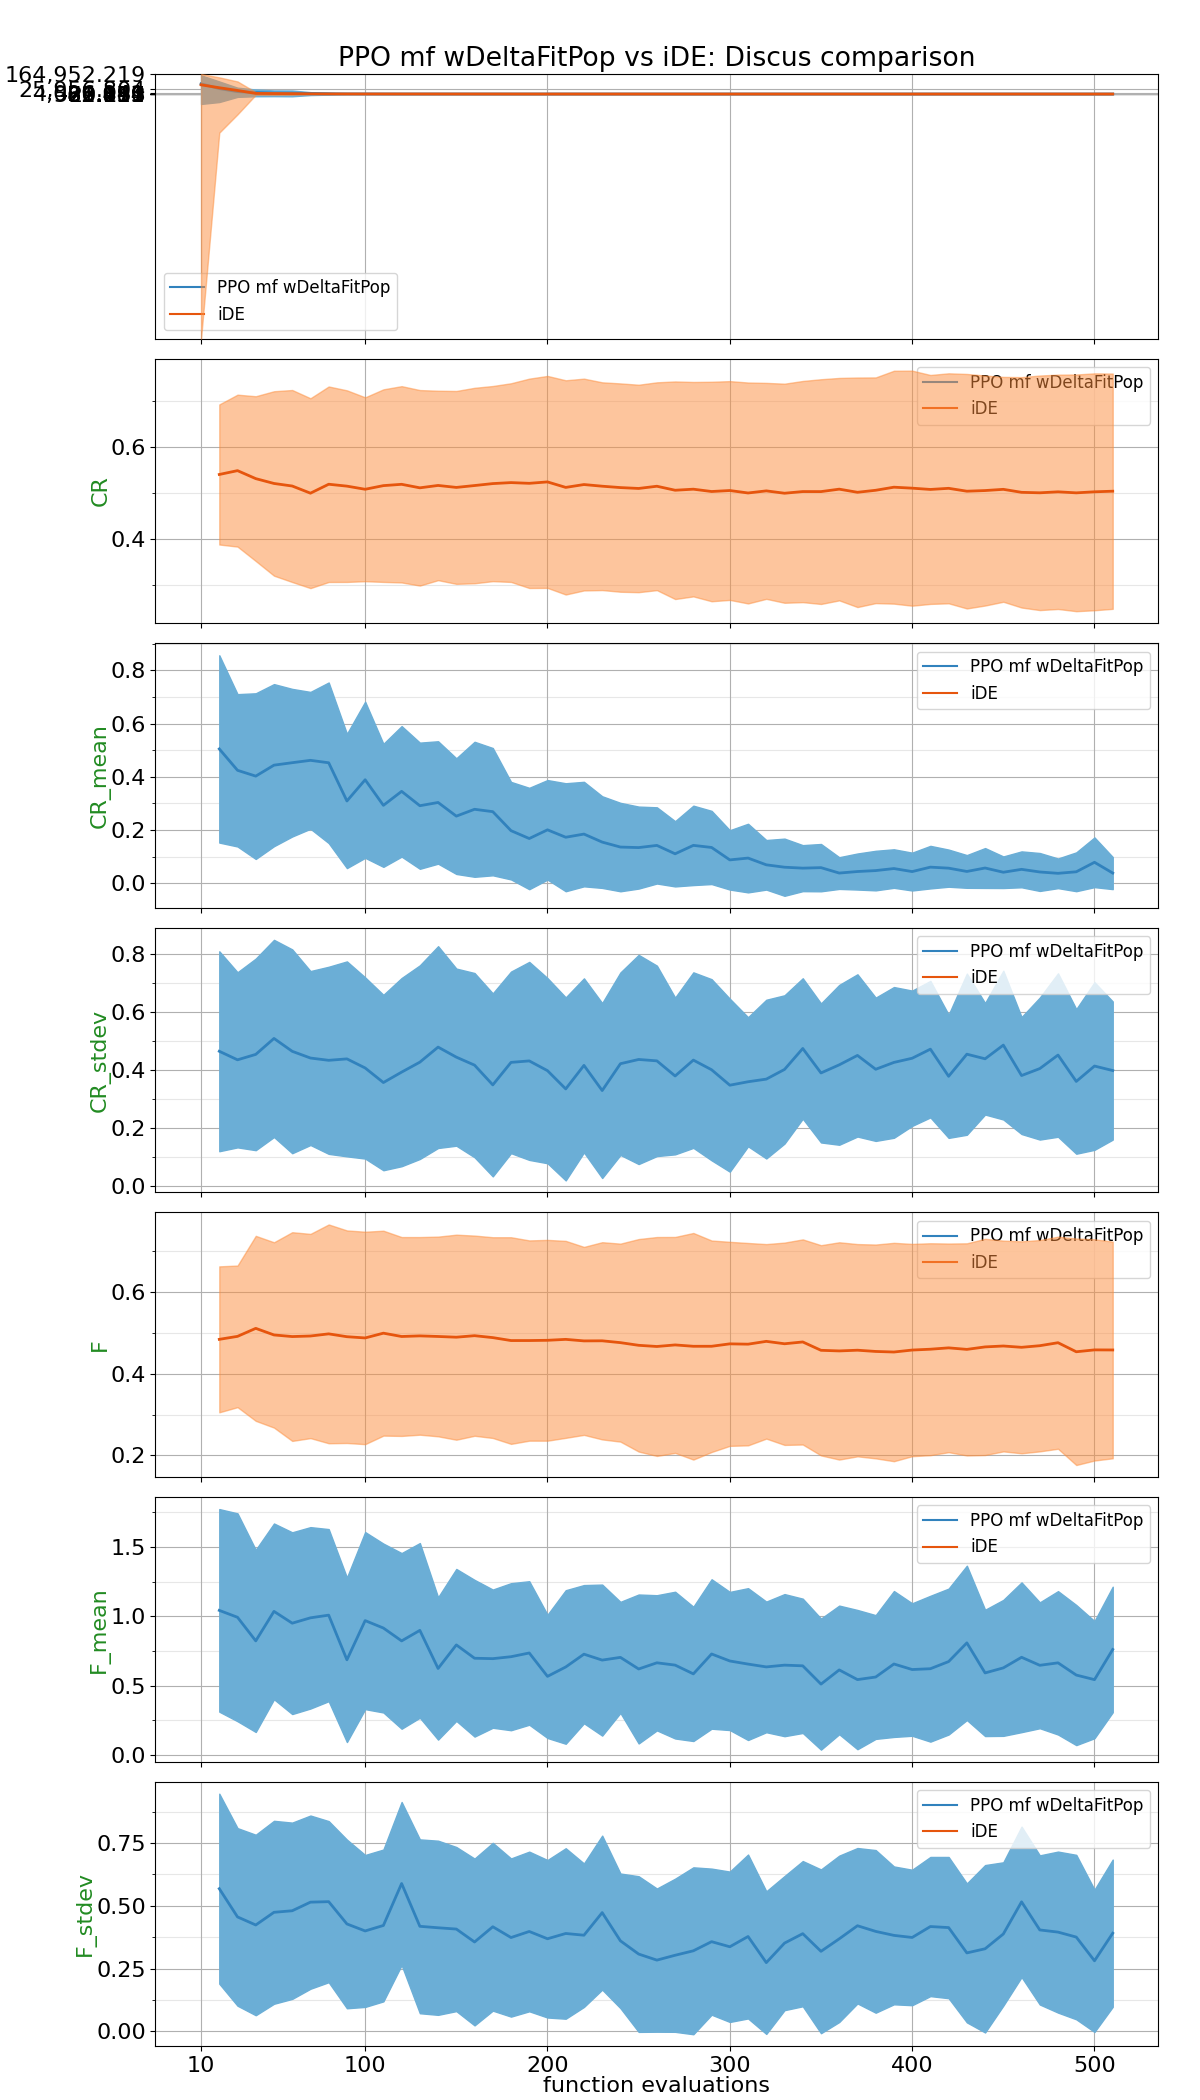 PPO mf wDeltaFitPop vs iDE: Discus comparison
164,952.219
PPO mf wDeltaFitPop
iDE
PPO mf wDeltaFitPop
iDE
0.6
0.4
CR
PPO mf wDeltaFitPop
iDE
0.8
0.6
0.4
0.2
0.0
CR_mean
PPO mf wDeltaFitPop
iDE
0.8
0.6
0.4
0.2
0.0
CR_stdev
PPO mf wDeltaFitPop
iDE
0.6
0.4
0.2
F
PPO mf wDeltaFitPop
iDE
1.5
1.0
0.5
0.0
F_mean
PPO mf wDeltaFitPop
iDE
0.75
0.50
0.25
0.00
F_stdev
10 100 200 300 400 500
function evaluations